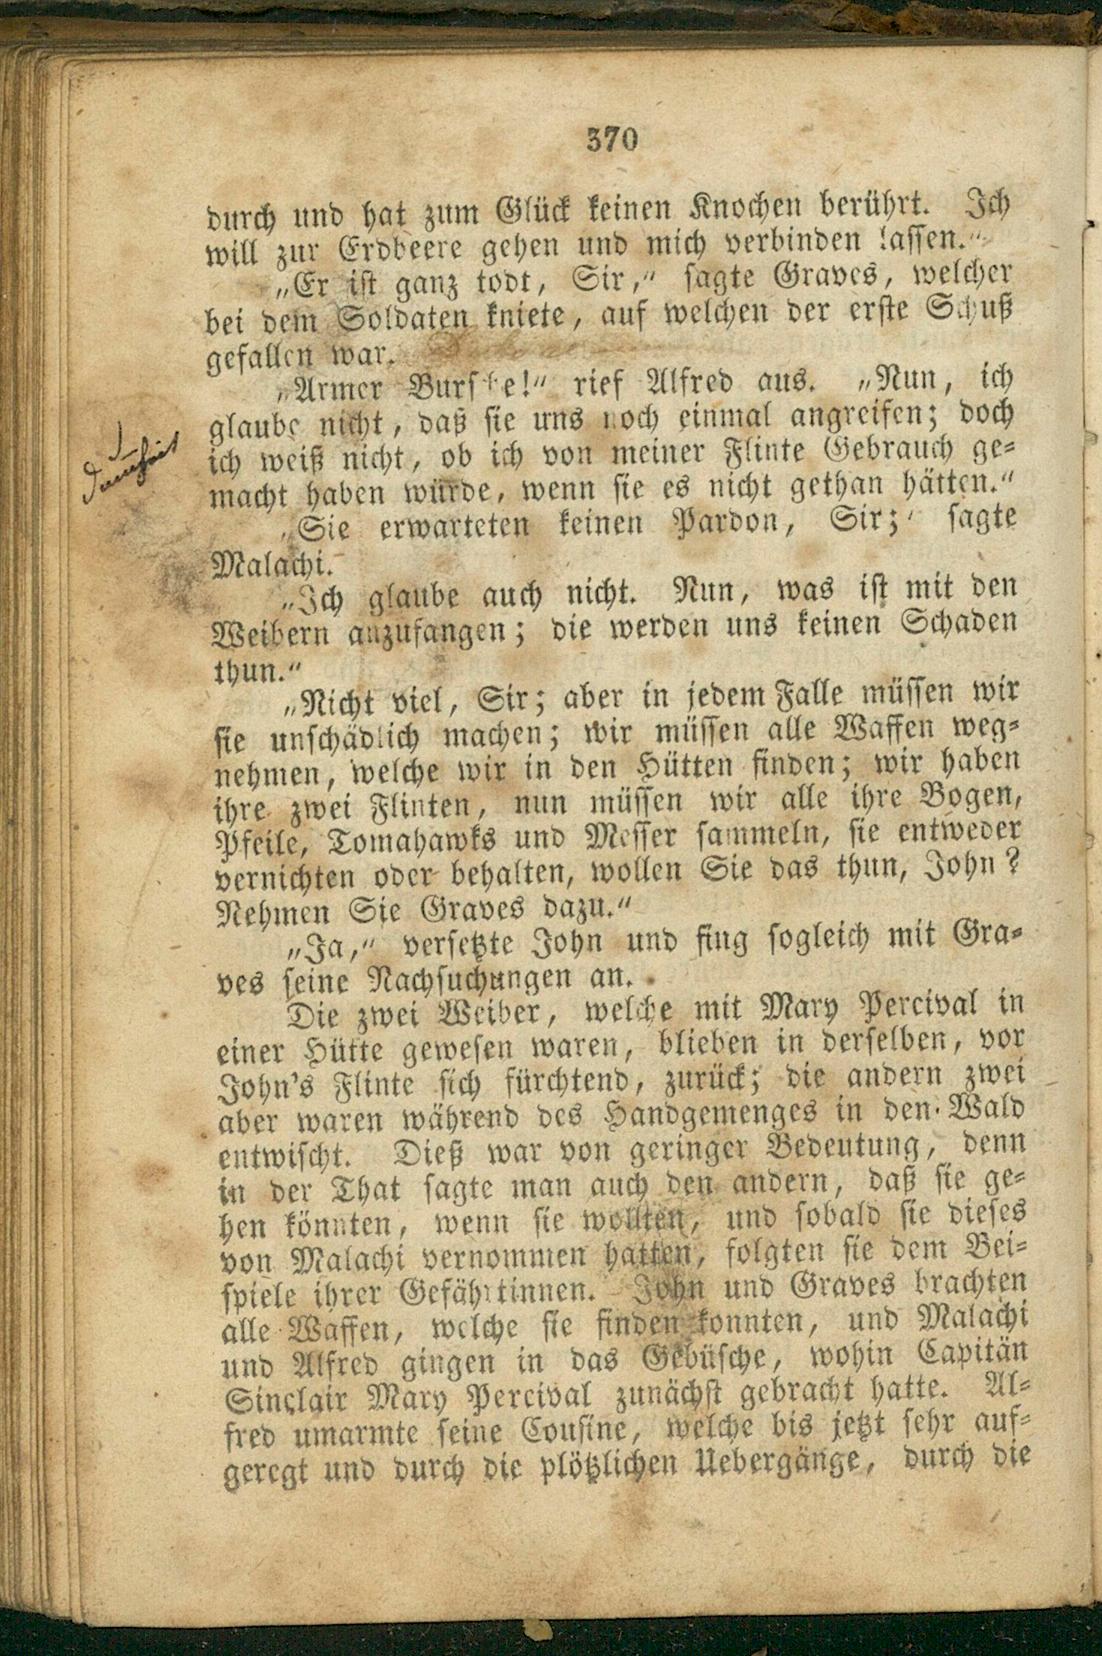 370
durch und hat zum Glück keinen Knochen berührt. Ich
will zur Erdbeere gehen und mich verbinden lassen.“
„Er ist ganz todt, Sir,“ sagte Graves, welcher
bei dem Soldaten kniete, auf welchen der erste Schuß
gefallen war.
„Armer Bursche!“ rief Alfred aus. „Nun, ich
glaube nicht, daß sie uns noch einmal angreifen; doch
ich weiß nicht, ob ich von meiner Flinte Gebrauch ge-
macht haben würde, wenn sie es nicht gethan hätten.“
„Sie erwarteten keinen Pardon, Sir;“ sagte
Malachi.
„Ich glaube auch nicht. Nun, was ist mit den
Weibern anzufangen; die werden uns keinen Schaden
thun.“
„Nicht viel, Sir; aber in jedem Falle müssen wir
sie unschädlich machen; wir müssen alle Waffen weg-
nehmen, welche wir in den Hütten finden; wir haben
ihre zwei Flinten, nun müssen wir alle ihre Bogen,
Pfeile, Tomahawks und Messer sammeln, sie entweder
vernichten oder behalten, wollen Sie das thun, John?
Nehmen Sie Graves dazu.“
„Ja,“ versetzte John und fing sogleich mit Gra-
ves seine Nachsuchungen an.
Die zwei Weiber, welche mit Mary Percival in
einer Hütte gewesen waren, blieben in derselben, vor
John's Flinte sich fürchtend, zurück; die andern zwei
aber waren während des Handgemenges in den Wald
entwischt. Dieß war von geringer Bedeutung, denn
in der That sagte man auch den andern, daß sie ge-
hen könnten, wenn sie wollten, und sobald sie dieses
von Malachi vernommen hatten, folgten sie dem Bei-
spiele ihrer Gefährtinnen. John und Graves brachten
alle Waffen, welche sie finden konnten, und Malachi
und Alfred gingen in das Gebüsche, wohin Capitän
Sinclair Mary Percival zunächst gebracht hatte. Al-
fred umarmte seine Cousine, welche bis jetzt sehr auf-
geregt und durch die plötzlichen Uebergänge, durch die